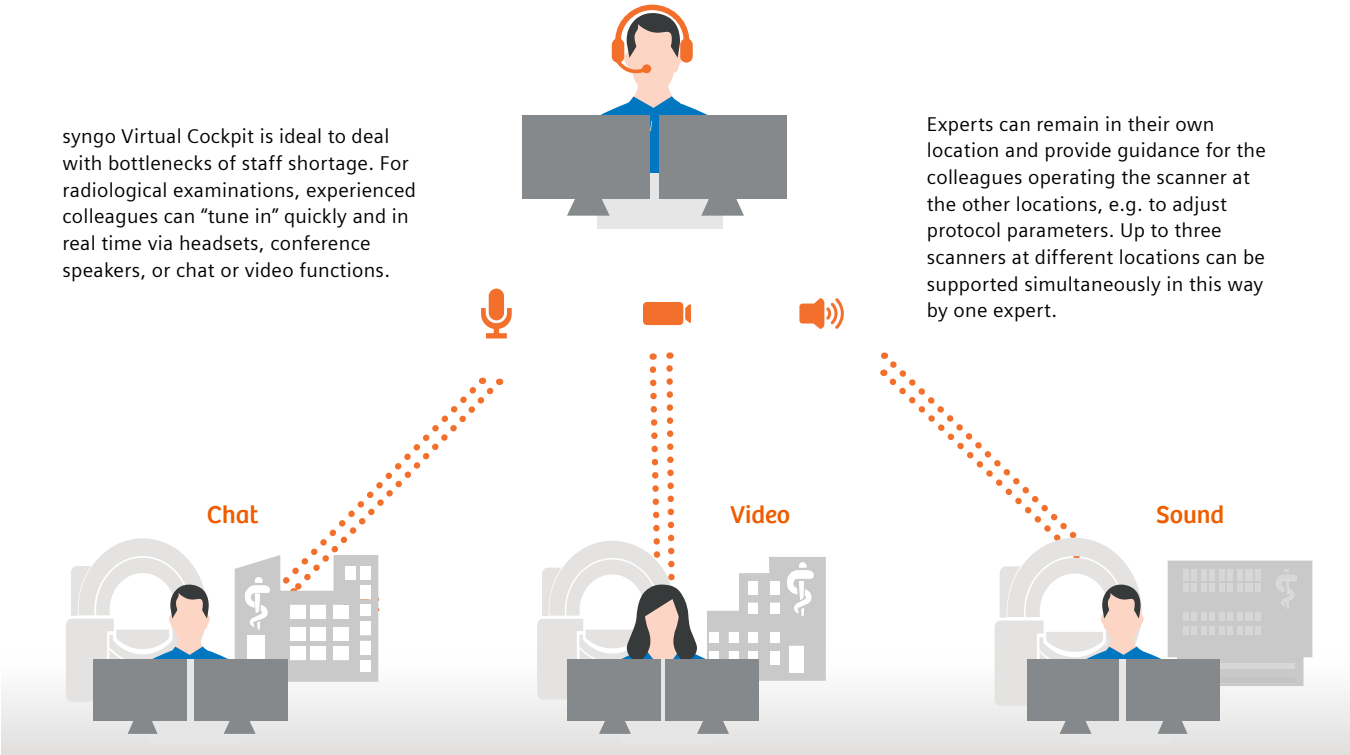 syngo Virtual Cockpit is ideal to deal
with bottlenecks of staff shortage. For
radiological examinations, experienced
colleagues can “tune in” quickly and in
real time via headsets, conference
speakers, or chat or video functions.
Experts can remain in their own
location and provide guidance for the
colleagues operating the scanner at
the other locations, e.g. to adjust
protocol parameters. Up to three
scanners at different locations can be
supported simultaneously in this way
by one expert.
Chat
Video
Sound